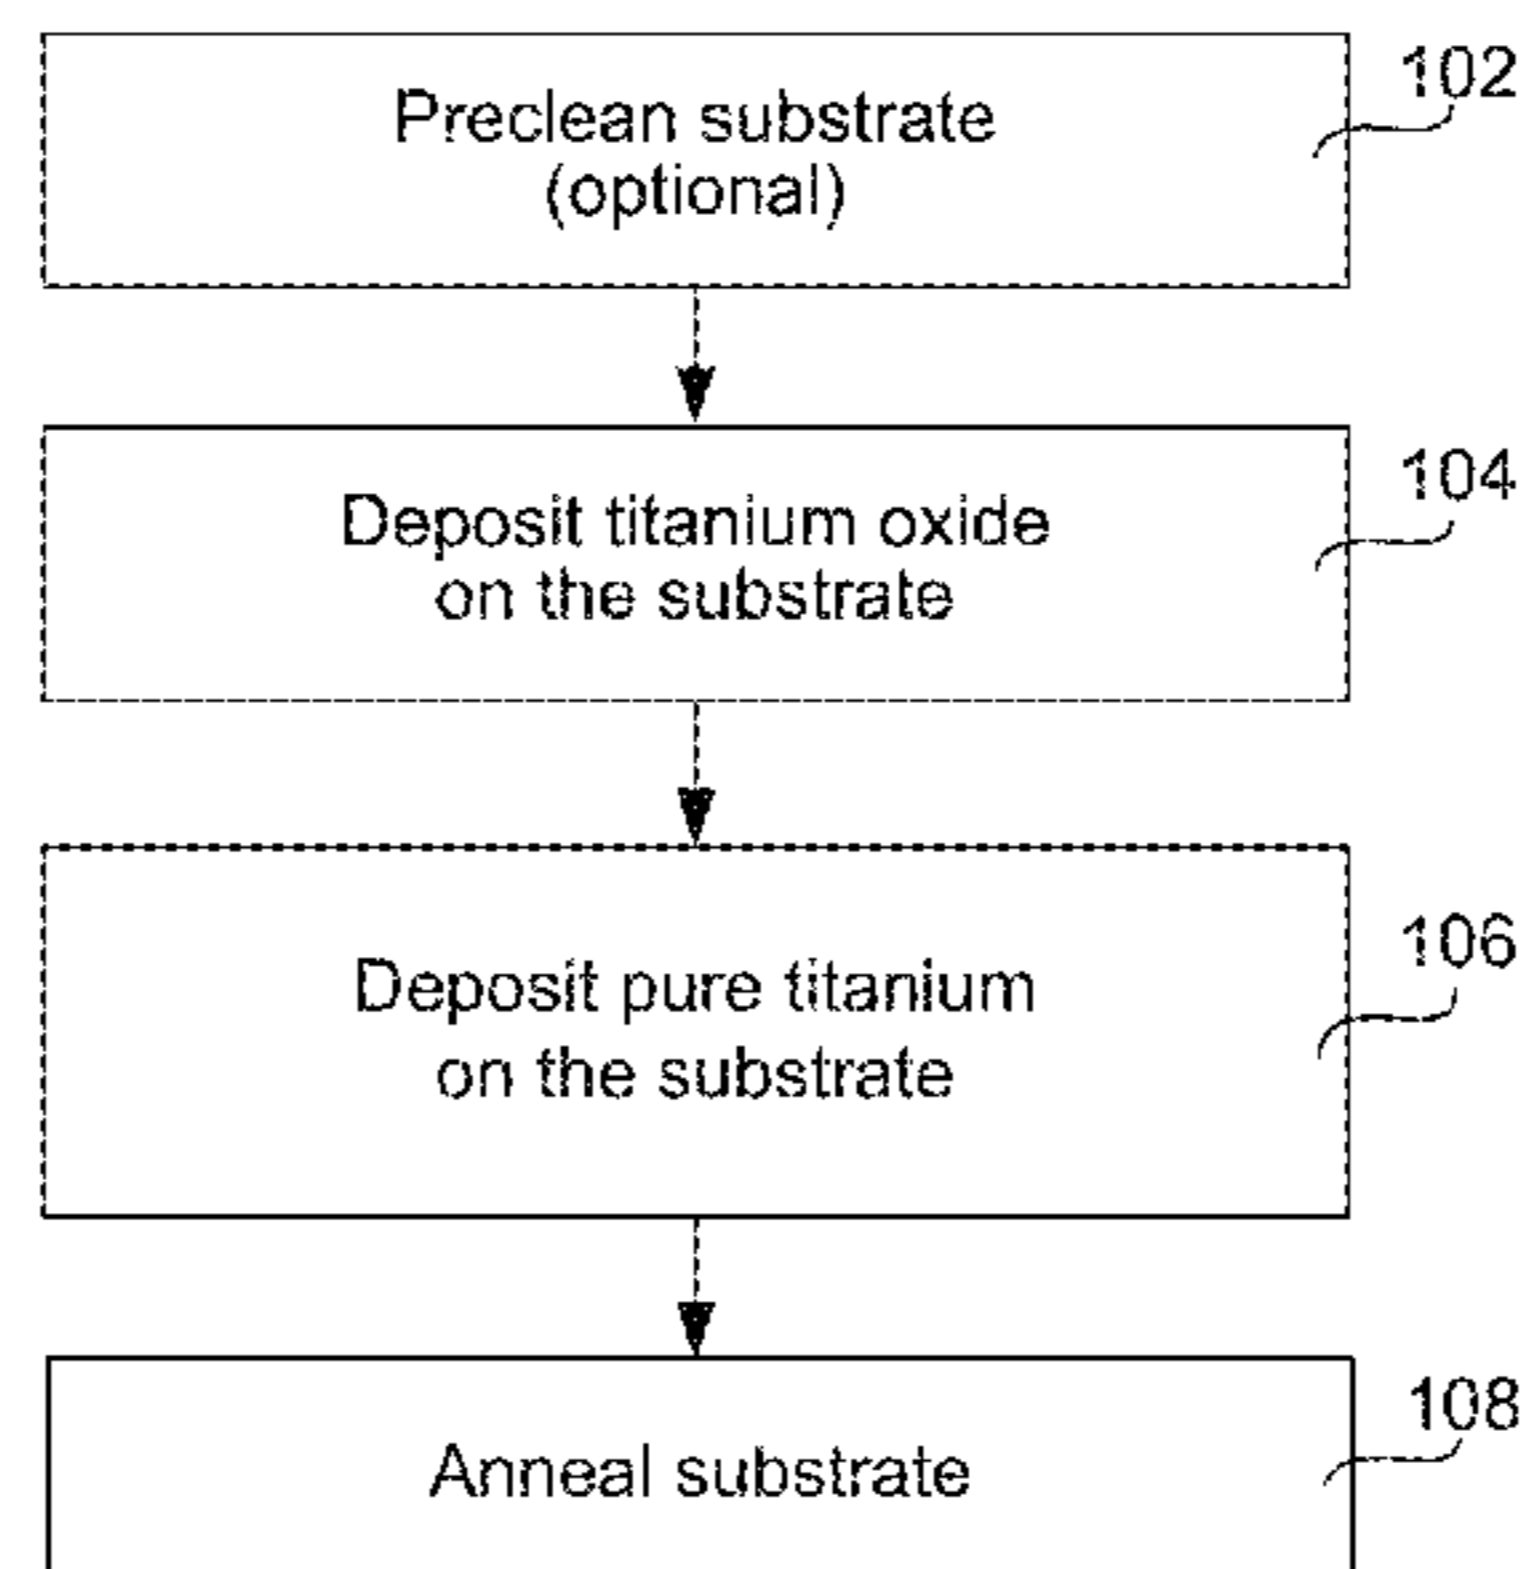 Preclean substrate
(optional)
102
Deposit titanium oxide
on the substrate
104
Deposit pure titanium
on the substrate
106
Anneal substrate
108